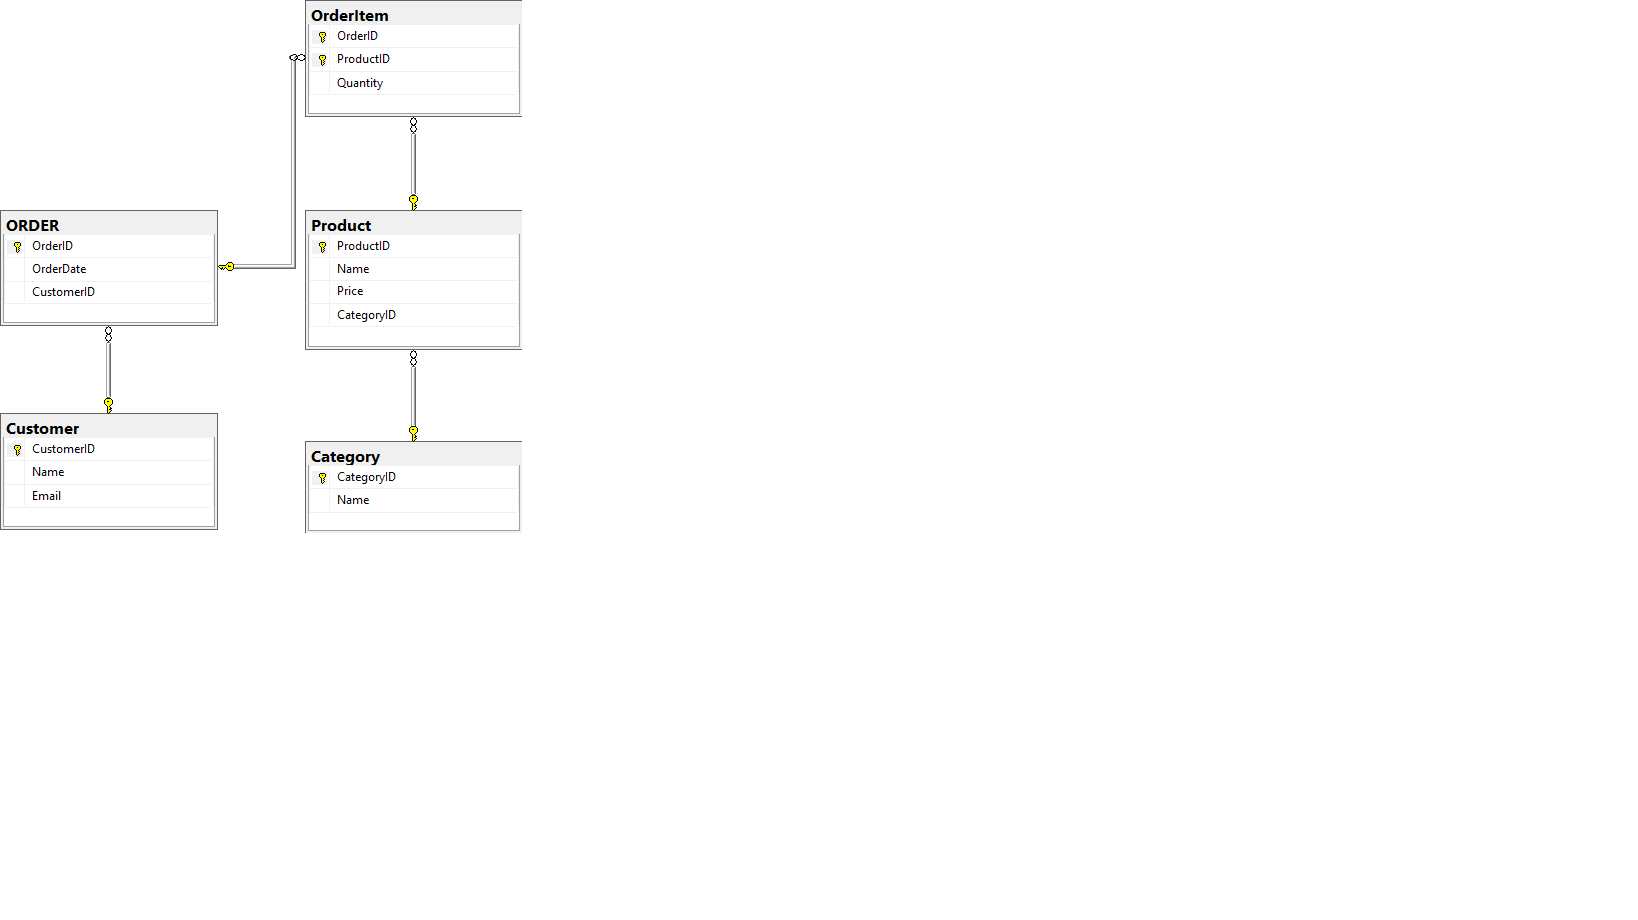 OrderItem
OrderID
ProductID
Quantity
ORDER
OrderID
OrderDate
CustomerID
Product
ProductID
Name
Price
CategoryID
Customer
CustomerID
Name
Email
Category
CategoryID
Name